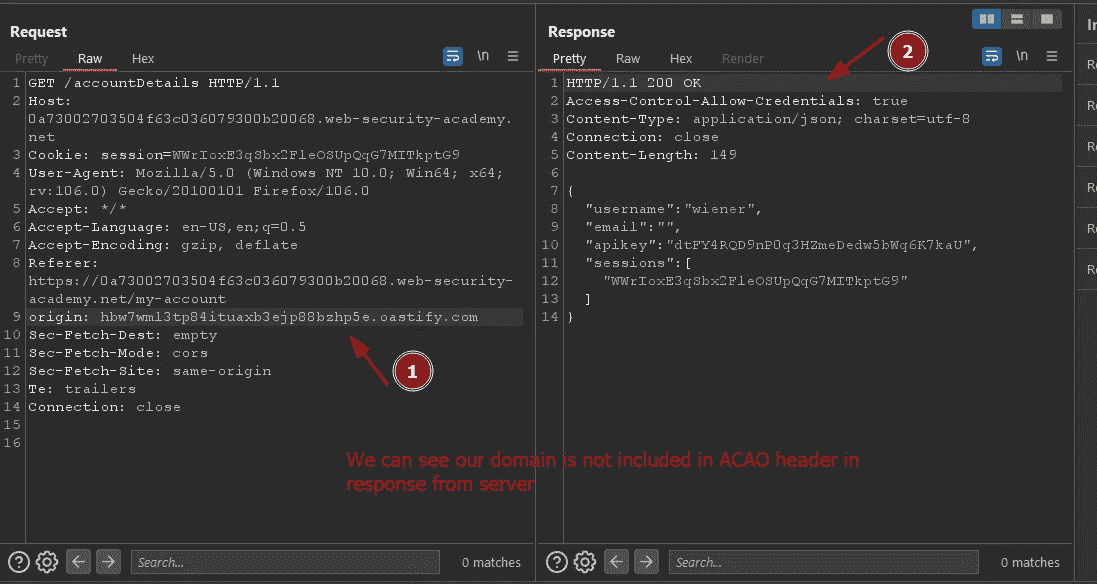 Request
Pretty Raw Hex \n
1 GET /accountDetails HTTP/1.1
2 Host:
0a73002703504f63c036079300b20068.web-security-academy.
net
3 Cookie: session=WWrIoxE3qSbx2FleOSUpQqG7MITkptG9
4 User-Agent: Mozilla/5.0 (Windows NT 10.0; Win64; x64;
rv:106.0) Gecko/20100101 Firefox/106.0
5 Accept: */*
6 Accept-Language: en-US,en;q=0.5
7 Accept-Encoding: gzip, deflate
8 Referer:
https://0a73002703504f63c036079300b20068.web-security-
academy.net/my-account
9 origin: hbw7wml3tp84ituaxb3ejp88bzhp5e.oastify.com
10 Sec-Fetch-Dest: empty
11 Sec-Fetch-Mode: cors
12 Sec-Fetch-Site: same-origin
13 Te: trailers
14 Connection: close
15
16
1
Response
Pretty Raw Hex Render \n
2
1 HTTP/1.1 200 OK
2 Access-Control-Allow-Credentials: true
3 Content-Type: application/json; charset=utf-8
4 Connection: close
5 Content-Length: 149
6
7 {
8 "username":"wiener",
9 "email":"",
10 "apikey":"dtFY4RQD9nP0q3HZmeDedw5bWq6K7kaU",
11 "sessions":[
12 "WWrIoxE3qSbx2FleOSUpQqG7MITkptG9"
13 ]
14 }
We can see our domain is not included in ACAO header in
response from server
Search... 0 matches
Search... 0 matches